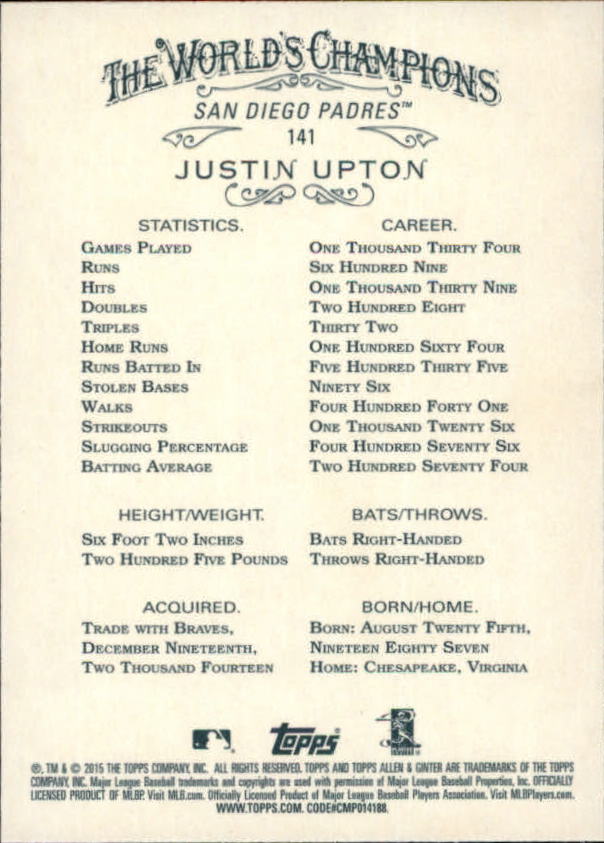 THE WORLD'S CHAMPIONS
SAN DIEGO PADRES™
141
JUSTIN UPTON
STATISTICS. CAREER.
GAMES PLAYED ONE THOUSAND THIRTY FOUR
RUNS SIX HUNDRED NINE
HITS ONE THOUSAND THIRTY NINE
DOUBLES TWO HUNDRED EIGHT
TRIPLES THIRTY TWO
HOME RUNS ONE HUNDRED SIXTY FOUR
RUNS BATTED IN FIVE HUNDRED THIRTY FIVE
STOLEN BASES NINETY SIX
WALKS FOUR HUNDRED FORTY ONE
STRIKEOUTS ONE THOUSAND TWENTY SIX
SLUGGING PERCENTAGE FOUR HUNDRED SEVENTY SIX
BATTING AVERAGE TWO HUNDRED SEVENTY FOUR
HEIGHT/WEIGHT.
SIX FOOT TWO INCHES
TWO HUNDRED FIVE POUNDS
BATS/THROWS.
BATS RIGHT-HANDED
THROWS RIGHT-HANDED
ACQUIRED.
TRADE WITH BRAVES,
DECEMBER NINETEENTH,
TWO THOUSAND FOURTEEN
BORN/HOME.
BORN: AUGUST TWENTY FIFTH,
NINETEEN EIGHTY SEVEN
HOME: CHESAPEAKE, VIRGINIA
topps
®, TM & © 2015 THE TOPPS COMPANY, INC. ALL RIGHTS RESERVED. TOPPS AND TOPPS ALLEN & GINTER ARE TRADEMARKS OF THE TOPPS
COMPANY, INC. Major League Baseball trademarks and copyrights are used with permission of Major League Baseball Properties, Inc. OFFICIALLY
LICENSED PRODUCT OF MLBP. Visit MLB.com. Officially Licensed Product of Major League Baseball Players Association. Visit MLBPlayers.com.
WWW.TOPPS.COM. CODE#CMP014188.